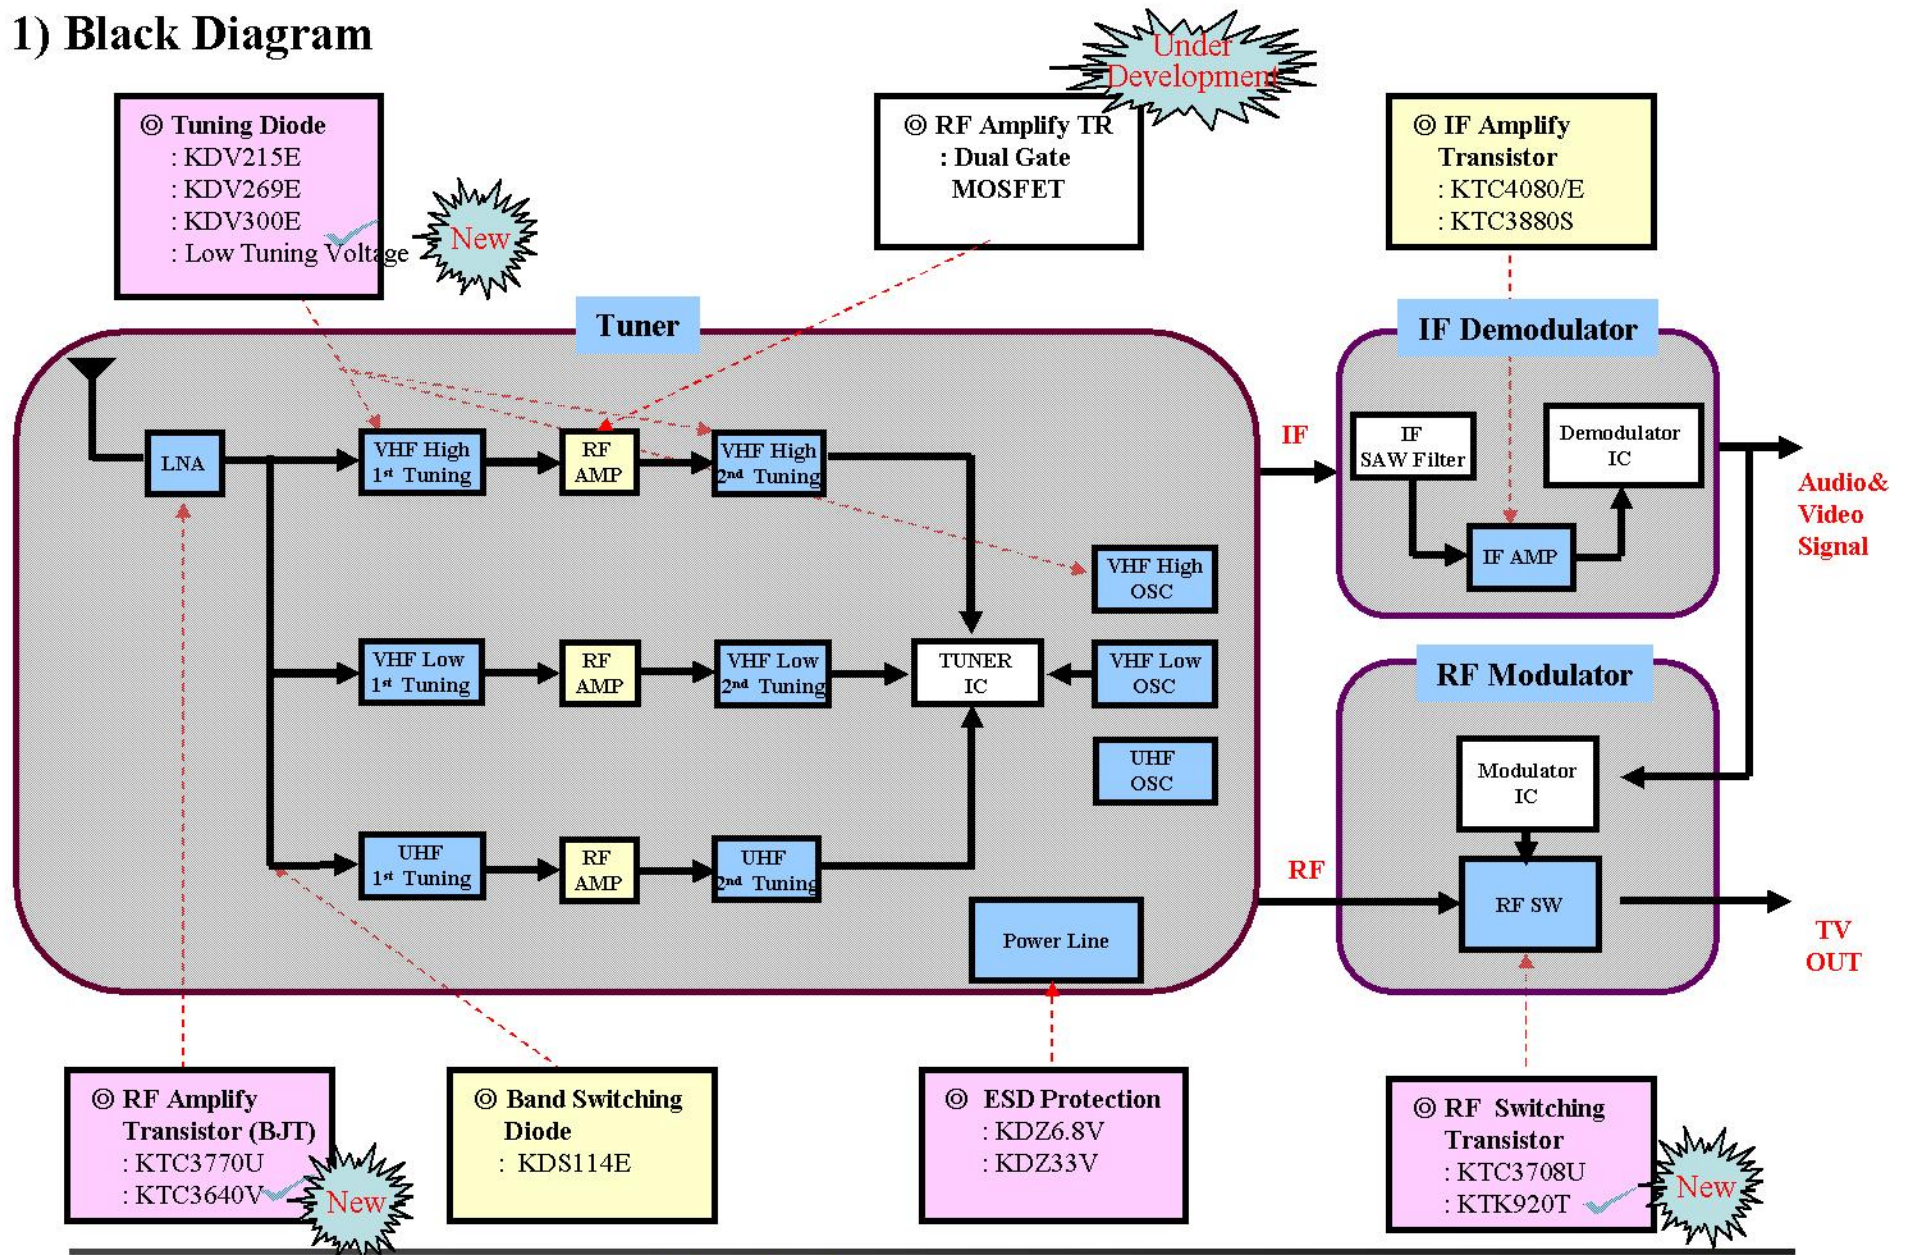 1) Black Diagram
Under
Development
◎ Tuning Diode
: KDV215E
: KDV269E
: KDV300E
: Low Tuning Voltage
New
◎ RF Amplify TR
: Dual Gate
MOSFET
◎ IF Amplify
Transistor
: KTC4080/E
: KTC3880S
Tuner
IF Demodulator
LNA
VHF High
1st Tuning
RF
AMP
VHF High
2nd Tuning
VHF High
OSC
VHF Low
1st Tuning
RF
AMP
VHF Low
2nd Tuning
TUNER
IC
VHF Low
OSC
UHF
OSC
UHF
1st Tuning
RF
AMP
UHF
2nd Tuning
Power Line
IF
IF
SAW Filter
Demodulator
IC
IF AMP
Audio&
Video
Signal
RF Modulator
Modulator
IC
RF
RF SW
TV
OUT
◎ RF Amplify
Transistor (BJT)
: KTC3770U
: KTC3640V
New
◎ Band Switching
Diode
: KDS114E
◎ ESD Protection
: KDZ6.8V
: KDZ33V
◎ RF Switching
Transistor
: KTC3708U
: KTK920T
New